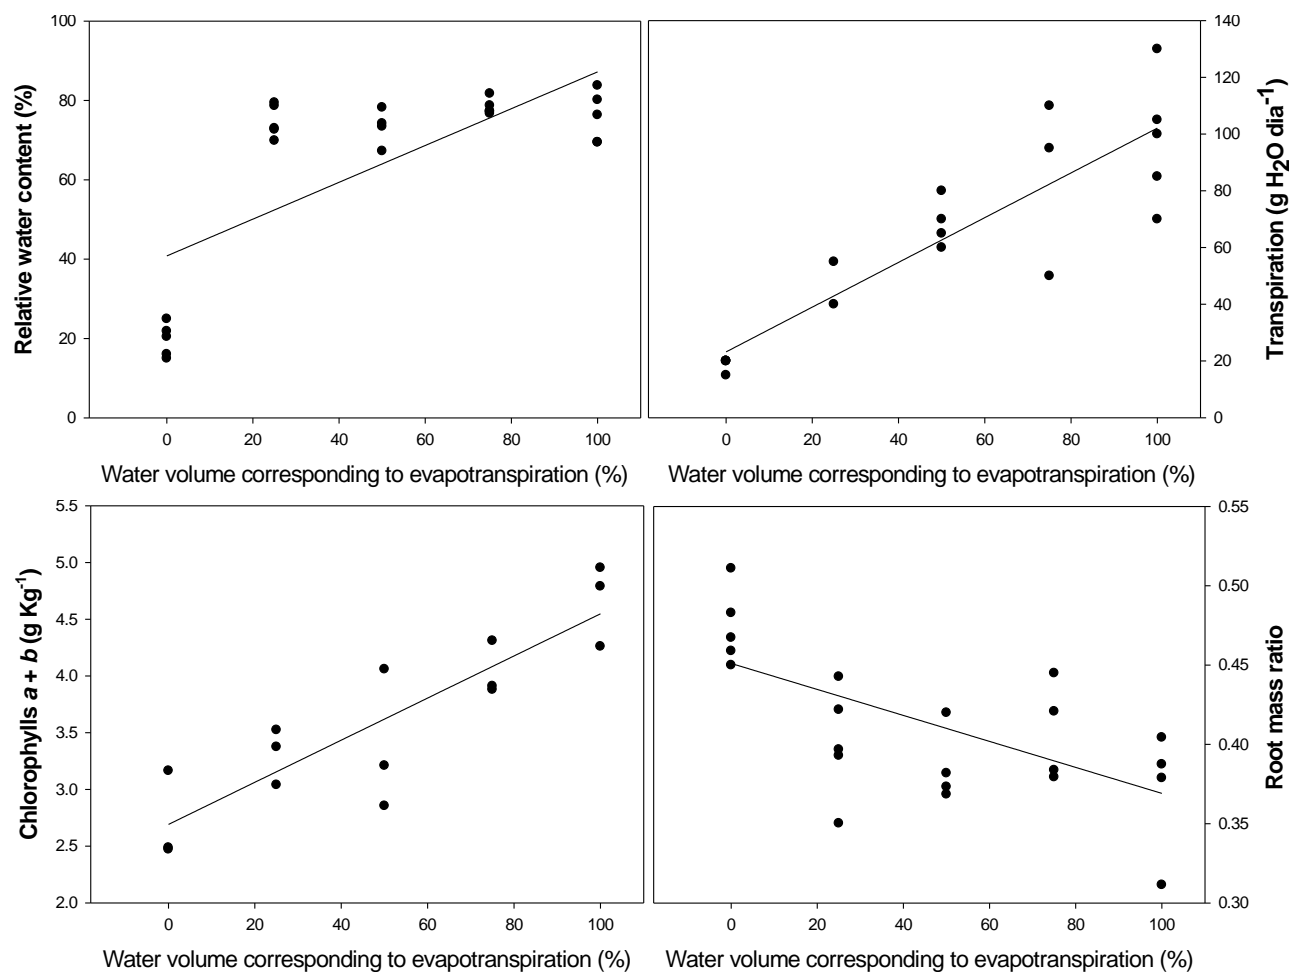 100
80
60
40
20
0
Relative water content (%)
0 20 40 60 80 100
Water volume corresponding to evapotranspiration (%)
140
120
100
80
60
40
20
0
Transpiration (g H₂O dia⁻¹)
0 20 40 60 80 100
Water volume corresponding to evapotranspiration (%)
5.5
5.0
4.5
4.0
3.5
3.0
2.5
2.0
Chlorophylls a + b (g Kg⁻¹)
0 20 40 60 80 100
Water volume corresponding to evapotranspiration (%)
0.55
0.50
0.45
0.40
0.35
0.30
Root mass ratio
0 20 40 60 80 100
Water volume corresponding to evapotranspiration (%)